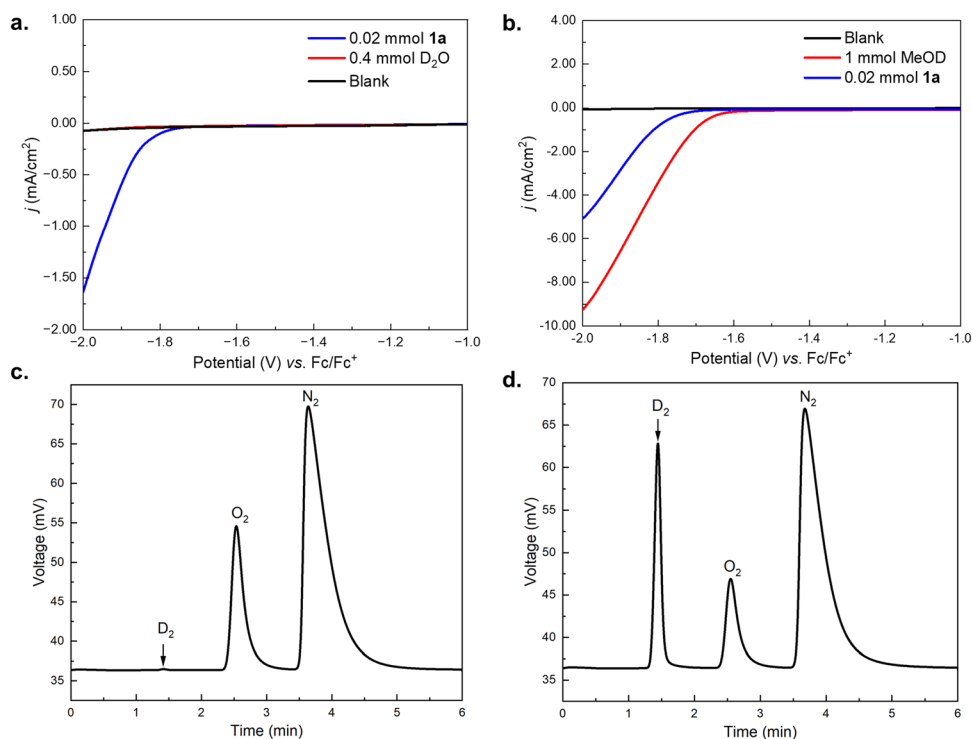 a.
1.00
0.50
0.00
−0.50
−1.00
−1.50
−2.00
j (mA/cm²)
0.02 mmol 1a
0.4 mmol D₂O
Blank
−2.0 −1.8 −1.6 −1.4 −1.2 −1.0
Potential (V) vs. Fc/Fc⁺
b.
4.00
2.00
0.00
-2.00
-4.00
-6.00
-8.00
-10.00
j (mA/cm²)
Blank
1 mmol MeOD
0.02 mmol 1a
-2.0 -1.8 -1.6 -1.4 -1.2 -1.0
Potential (V) vs. Fc/Fc⁺
c.
70
65
60
55
50
45
40
35
Voltage (mV)
D₂
O₂
N₂
0 1 2 3 4 5 6
Time (min)
d.
70
65
60
55
50
45
40
35
Voltage (mV)
D₂
O₂
N₂
0 1 2 3 4 5 6
Time (min)